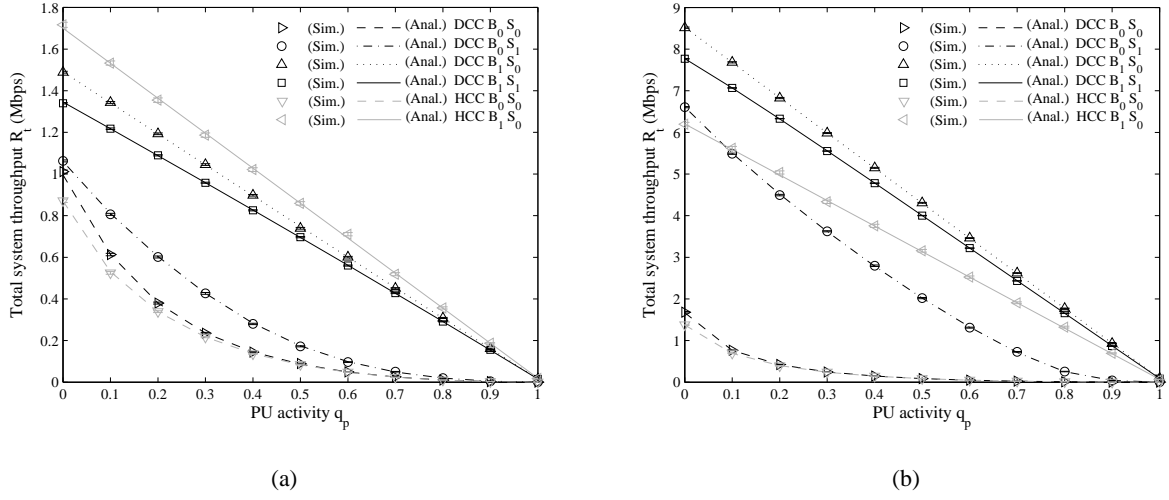 1.8
1.6
1.4
1.2
1
0.8
0.6
0.4
0.2
0
0 0.1 0.2 0.3 0.4 0.5 0.6 0.7 0.8 0.9 1
Total system throughput R_t (Mbps)
PU activity q_p
(Sim.) (Anal.) DCC B_0 S_0
(Sim.) (Anal.) DCC B_0 S_1
(Sim.) (Anal.) DCC B_1 S_0
(Sim.) (Anal.) DCC B_1 S_1
(Sim.) (Anal.) HCC B_0 S_0
(Sim.) (Anal.) HCC B_1 S_0
(a)
9
8
7
6
5
4
3
2
1
0
0 0.1 0.2 0.3 0.4 0.5 0.6 0.7 0.8 0.9 1
Total system throughput R_t (Mbps)
PU activity q_p
(Sim.) (Anal.) DCC B_0 S_0
(Sim.) (Anal.) DCC B_0 S_1
(Sim.) (Anal.) DCC B_1 S_0
(Sim.) (Anal.) DCC B_1 S_1
(Sim.) (Anal.) HCC B_0 S_0
(Sim.) (Anal.) HCC B_1 S_0
(b)